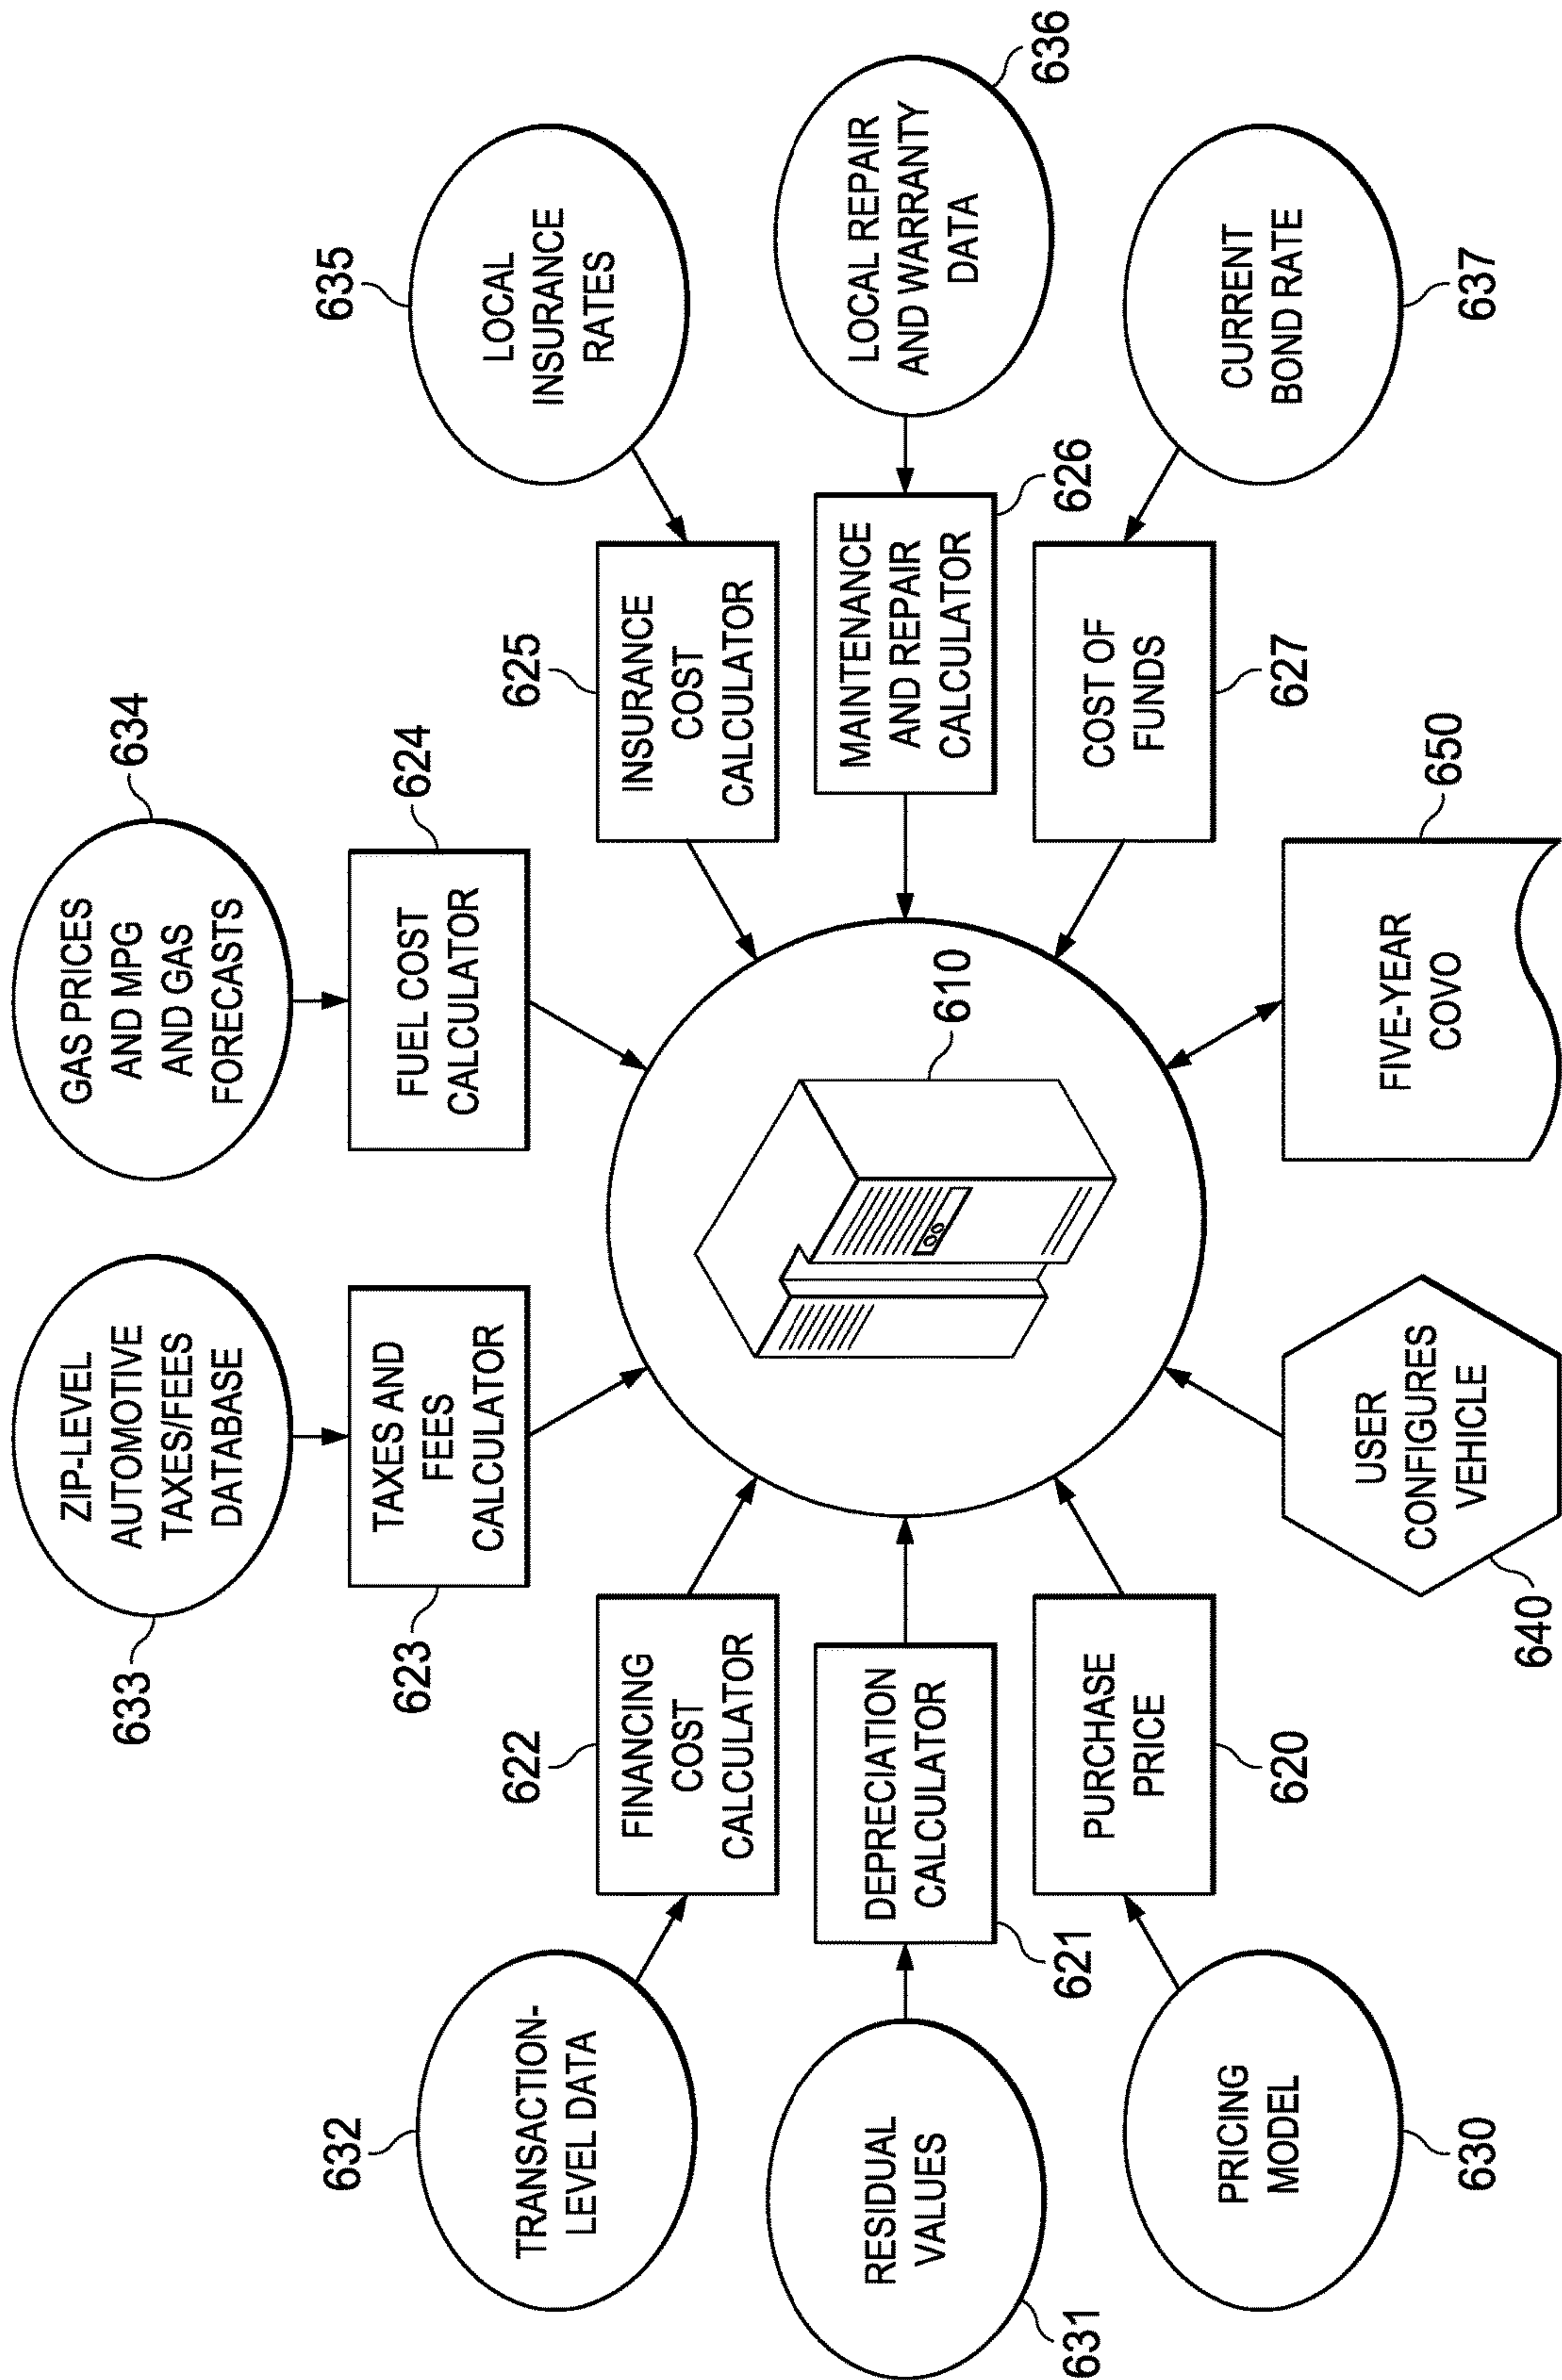 633
ZIP-LEVEL
AUTOMOTIVE
TAXES/FEES
DATABASE
GAS PRICES
AND MPG
AND GAS
FORECASTS
634
632
TRANSACTION-
LEVEL DATA
622
FINANCING
COST
CALCULATOR
623
TAXES AND
FEES
CALCULATOR
FUEL COST
CALCULATOR
624
625
INSURANCE
COST
CALCULATOR
635
LOCAL
INSURANCE
RATES
631
RESIDUAL
VALUES
621
DEPRECIATION
CALCULATOR
610
MAINTENANCE
AND REPAIR
CALCULATOR
626
LOCAL REPAIR
AND WARRANTY
DATA
636
630
PRICING
MODEL
PURCHASE
PRICE
620
COST OF
FUNDS
627
CURRENT
BOND RATE
637
640
USER
CONFIGURES
VEHICLE
FIVE-YEAR
COVO
650